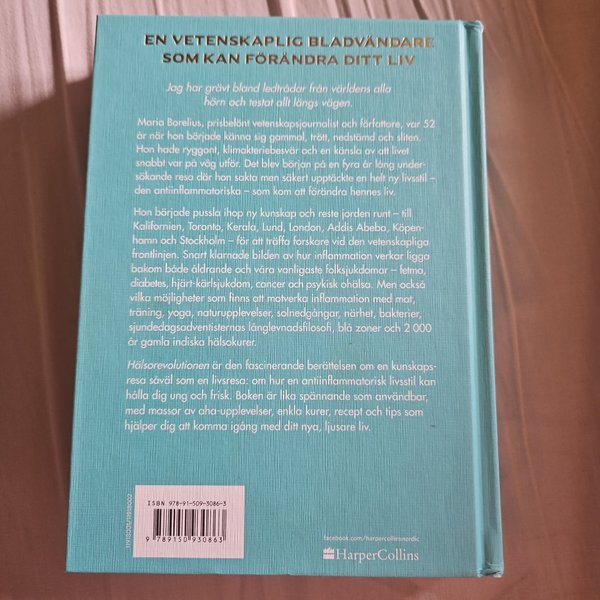 EN VETENSKAPLIG BLADVÄNDARE
SOM KAN FÖRÄNDRA DITT LIV
Jag har grävt bland ledtrådar från världens alla
hörn och testat allt längs vägen.
Maria Borelius, prisbelönt vetenskapsjournalist och författare, var 52
år när hon började känna sig gammal, trött, nedstämd och sliten.
Hon hade ryggont, klimakteriebesvär och en känsla av att livet
snabbt var på väg utför. Det blev början på en fyra år lång under-
sökande resa där hon sakta men säkert upptäckte en helt ny livsstil –
den antiinflammatoriska – som kom att förändra hennes liv.
Hon började pussla ihop ny kunskap och reste jorden runt – till
Kalifornien, Toronto, Kerala, Lund, London, Addis Abeba, Köpen-
hamn och Stockholm – för att träffa forskare vid den vetenskapliga
frontlinjen. Snart klarnade bilden av hur inflammation verkar ligga
bakom både åldrande och våra vanligaste folksjukdomar – fetma,
diabetes, hjärt-kärlsjukdom, cancer och psykisk ohälsa. Men också
vilka möjligheter som finns att motverka inflammation med mat,
träning, yoga, naturupplevelser, solnedgångar, närhet, bakterier,
sjundedagsadventisternas långlevnadsfilosofi, blå zoner och 2 000
år gamla indiska hälsokurer.
Hälsorevolutionen är den fascinerande berättelsen om en kunskaps-
resa såväl som en livsresa: om hur en antiinflammatorisk livsstil kan
hålla dig ung och frisk. Boken är lika spännande som användbar,
med massor av aha-upplevelser, enkla kurer, recept och tips som
hjälper dig att komma igång med ditt nya, ljusare liv.
ISBN 978-91-509-3086-3
9 789150 930863
facebook.com/harpercollinsnordic
HarperCollins